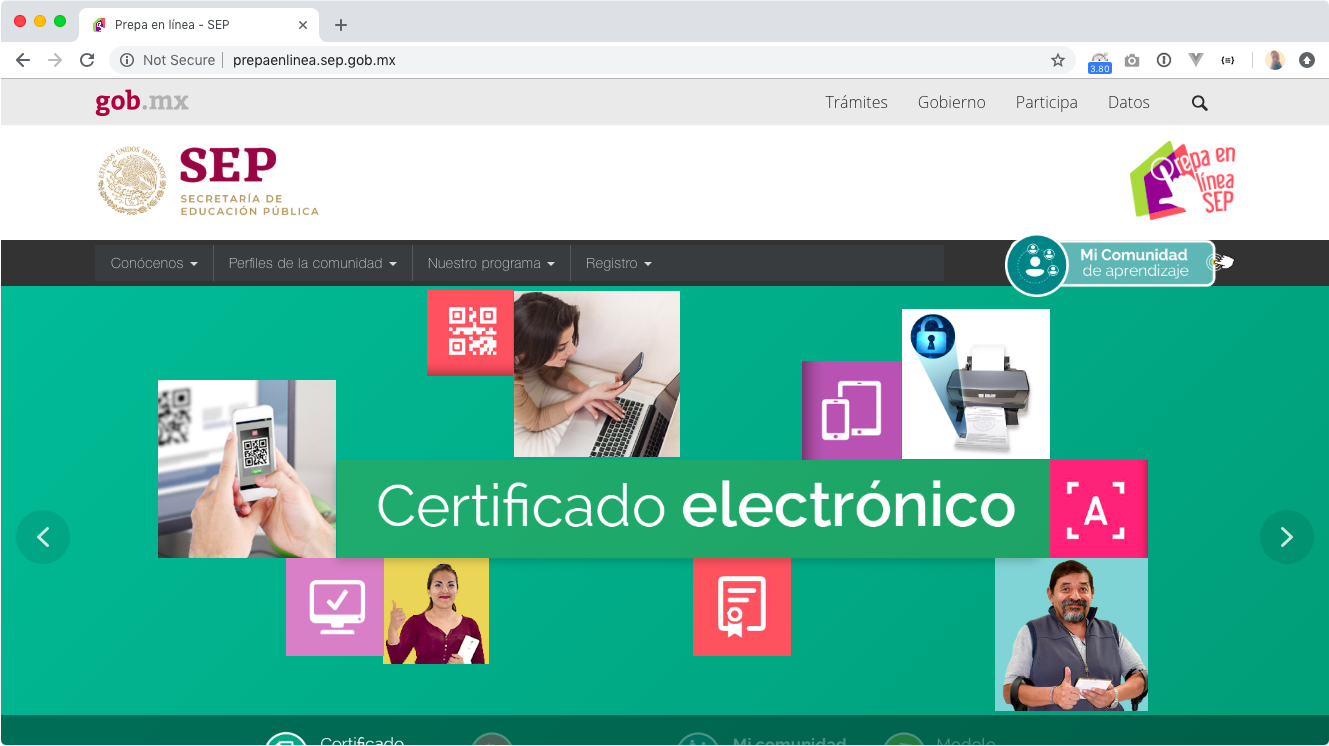 Prepa en línea - SEP
Not Secure
prepaenlinea.sep.gob.mx
3.80
gob.mx
Trámites
Gobierno
Participa
Datos
ESTADOS UNIDOS MEXICANOS
SEP
SECRETARÍA DE
EDUCACIÓN PÚBLICA
Prepa en
línea
SEP
Conócenos
Perfiles de la comunidad
Nuestro programa
Registro
Mi Comunidad
de aprendizaje
Certificado electrónico
A
Certificado
Mi comunidad
Modelo